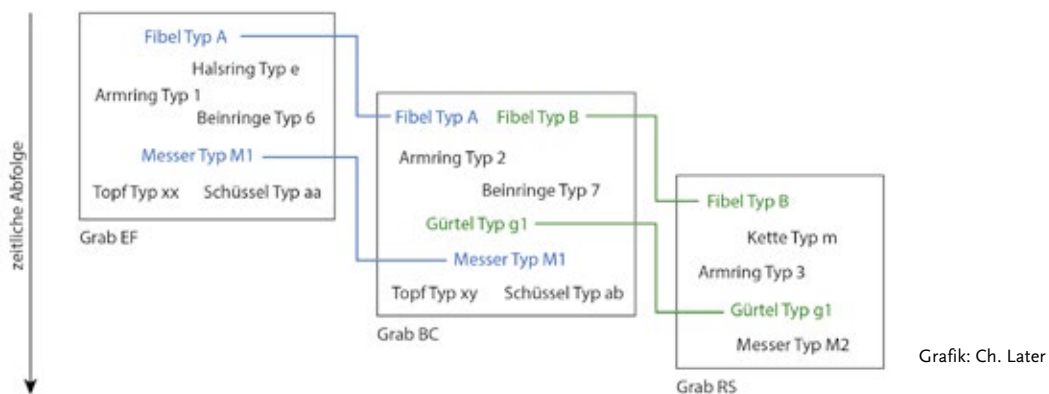 zeitliche Abfolge
Fibel Typ A
Halsring Typ e
Armring Typ 1
Beinringe Typ 6
Messer Typ M1
Topf Typ xx Schüssel Typ aa
Grab EF
Fibel Typ A Fibel Typ B
Armring Typ 2
Beinringe Typ 7
Gürtel Typ g1
Messer Typ M1
Topf Typ xy Schüssel Typ ab
Grab BC
Fibel Typ B
Kette Typ m
Armring Typ 3
Gürtel Typ g1
Messer Typ M2
Grab RS
Grafik: Ch. Later